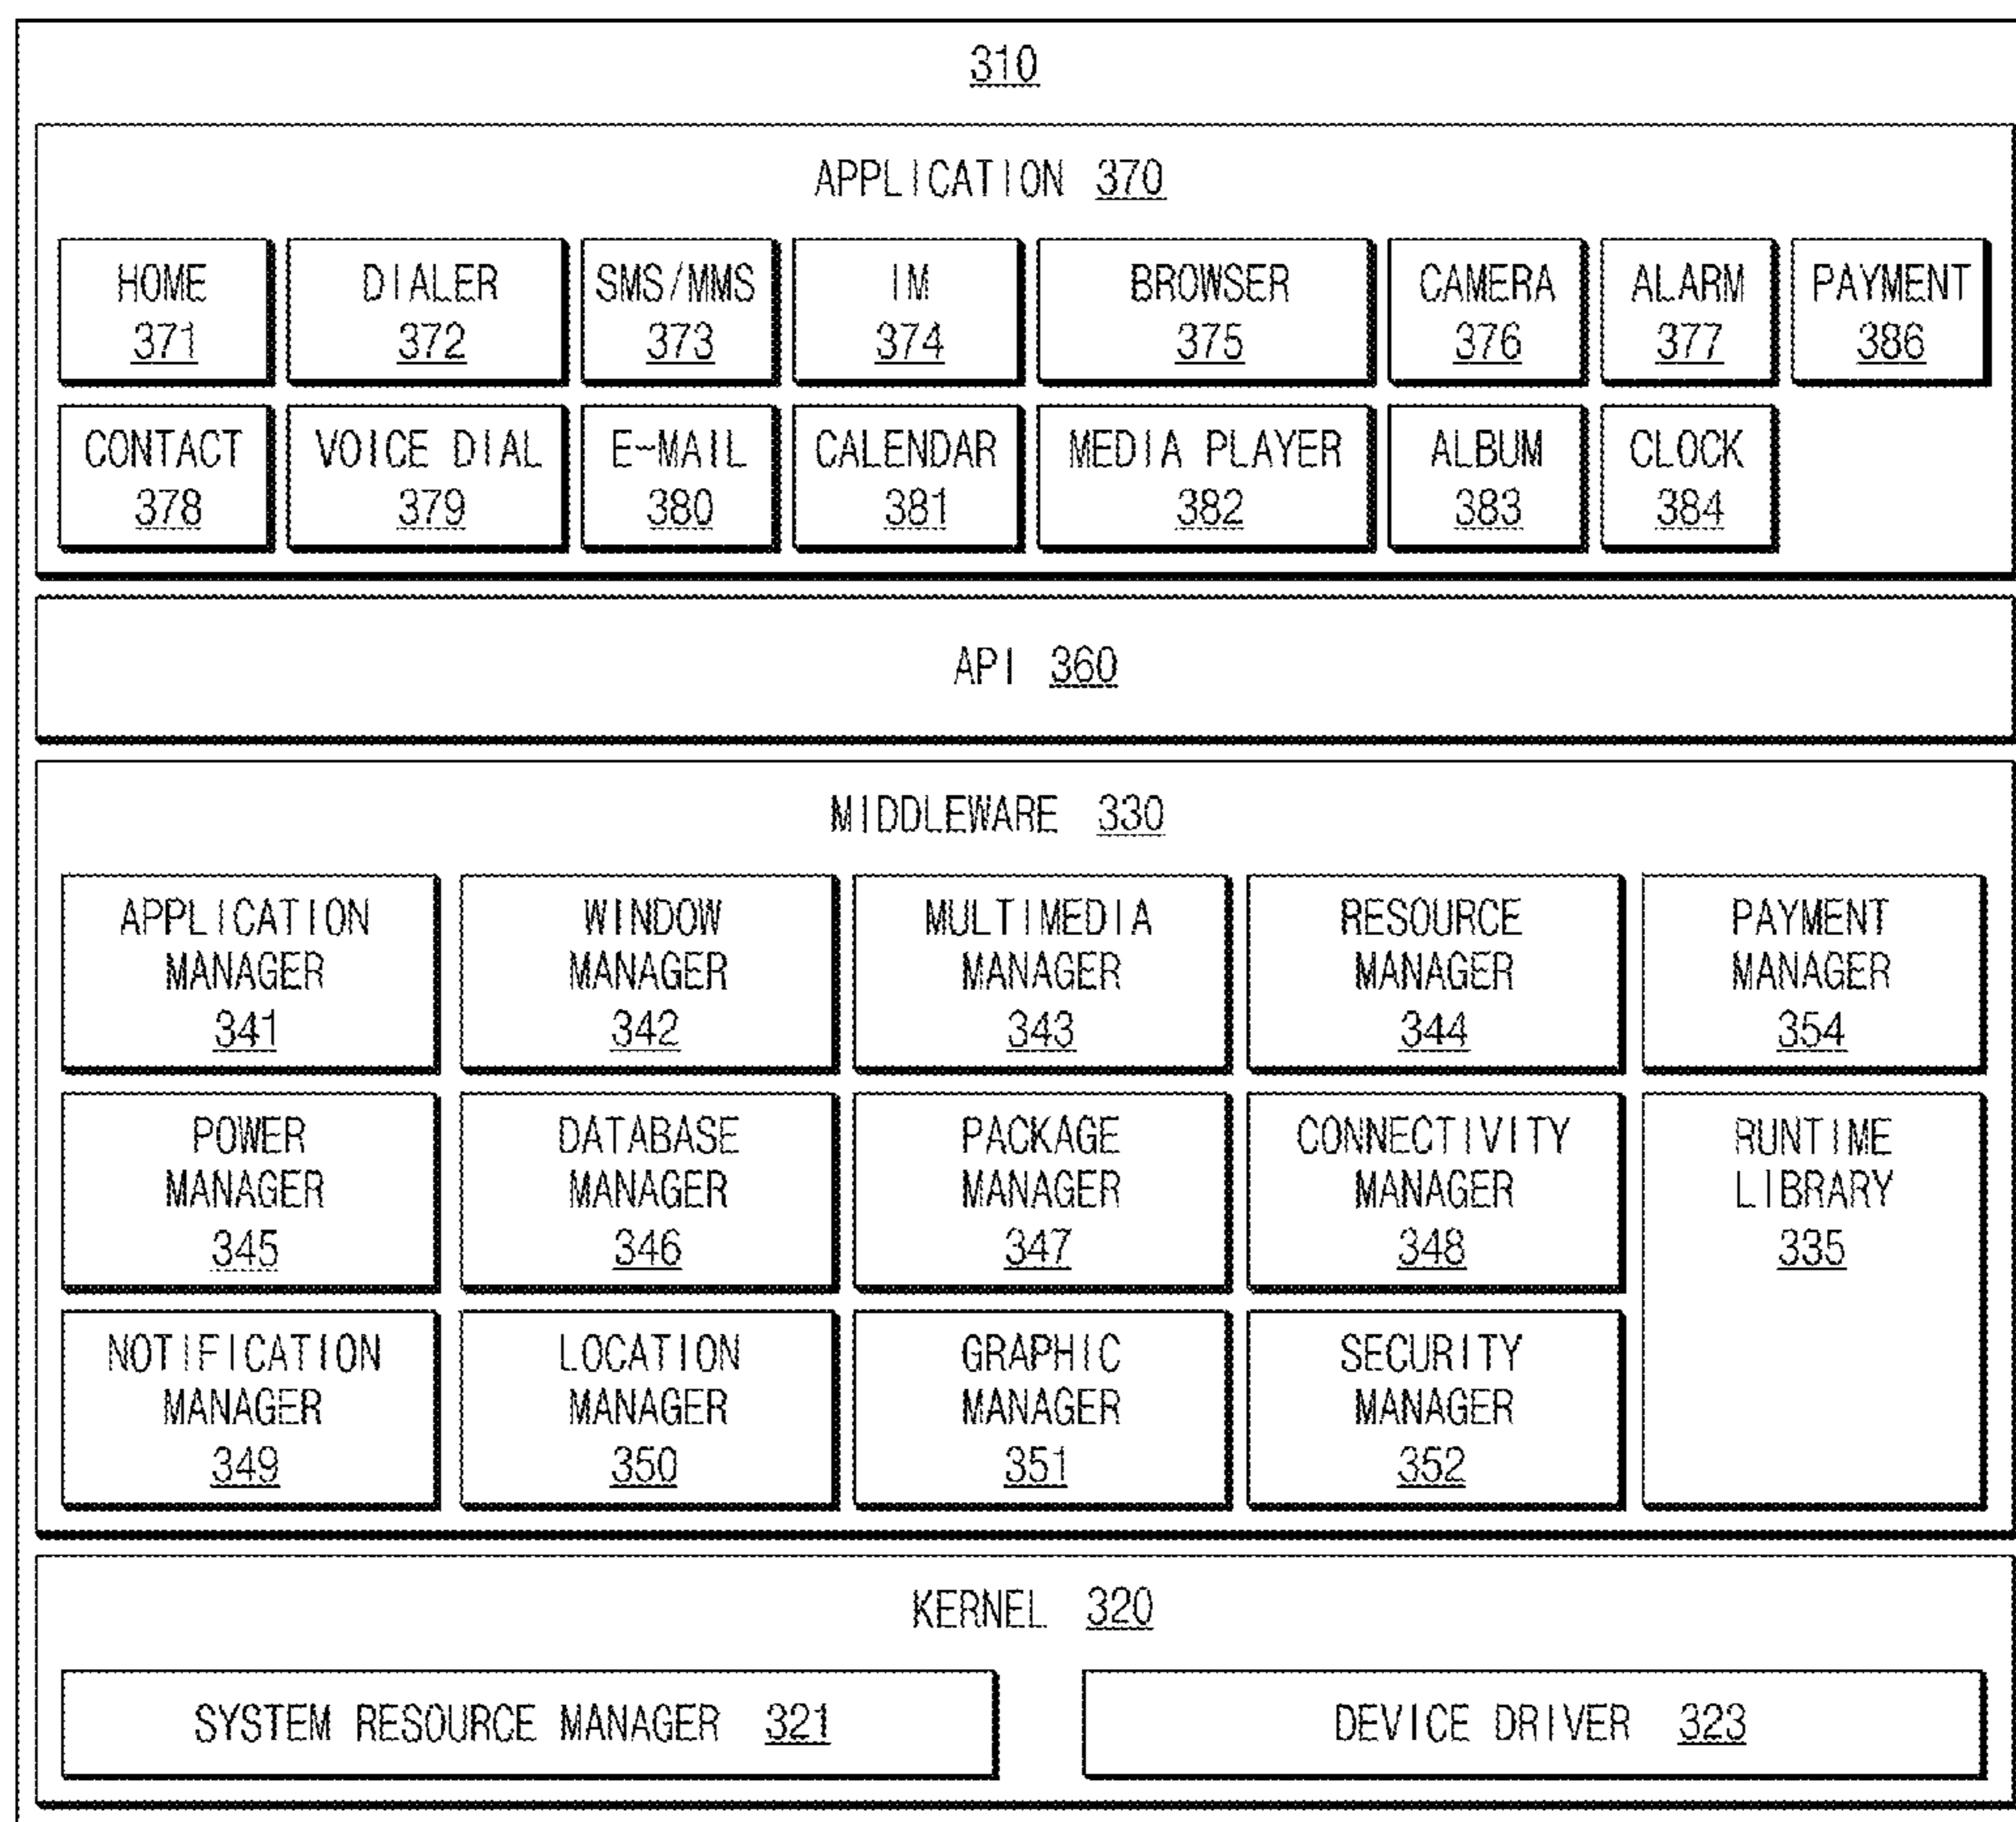 310
APPLICATION 370
HOME
371
DIALER
372
SMS/MMS
373
IM
374
BROWSER
375
CAMERA
376
ALARM
377
PAYMENT
386
CONTACT
378
VOICE DIAL
379
E-MAIL
380
CALENDAR
381
MEDIA PLAYER
382
ALBUM
383
CLOCK
384
API 360
MIDDLEWARE 330
APPLICATION
MANAGER
341
WINDOW
MANAGER
342
MULTIMEDIA
MANAGER
343
RESOURCE
MANAGER
344
PAYMENT
MANAGER
354
POWER
MANAGER
345
DATABASE
MANAGER
346
PACKAGE
MANAGER
347
CONNECTIVITY
MANAGER
348
RUNTIME
LIBRARY
335
NOTIFICATION
MANAGER
349
LOCATION
MANAGER
350
GRAPHIC
MANAGER
351
SECURITY
MANAGER
352
KERNEL 320
SYSTEM RESOURCE MANAGER 321
DEVICE DRIVER 323